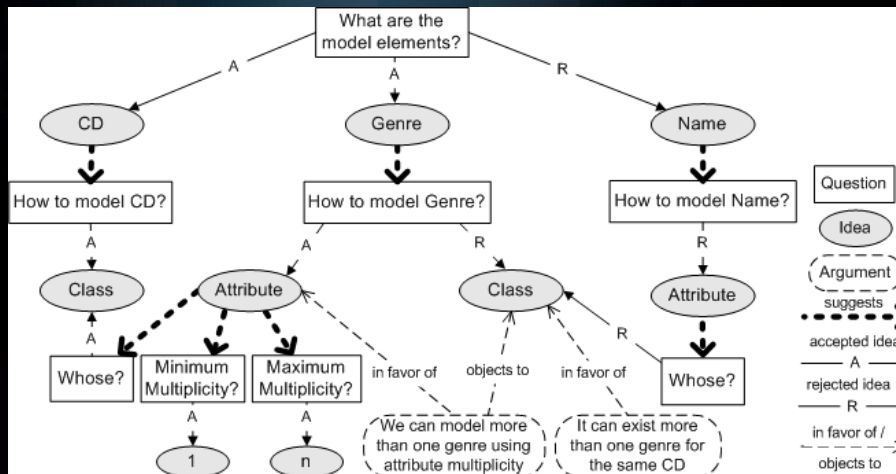 What are the
model elements?
A
A
R
CD
Genre
Name
How to model CD?
How to model Genre?
How to model Name?
Question
Idea
Argument
suggests
accepted idea
A
rejected idea
R
in favor of /
objects to
A
A
R
R
Class
Attribute
Class
Attribute
A
R
Whose?
Minimum
Multiplicity?
Maximum
Multiplicity?
in favor of
objects to
in favor of
Whose?
A
A
We can model more
than one genre using
attribute multiplicity
It can exist more
than one genre for
the same CD
1
n